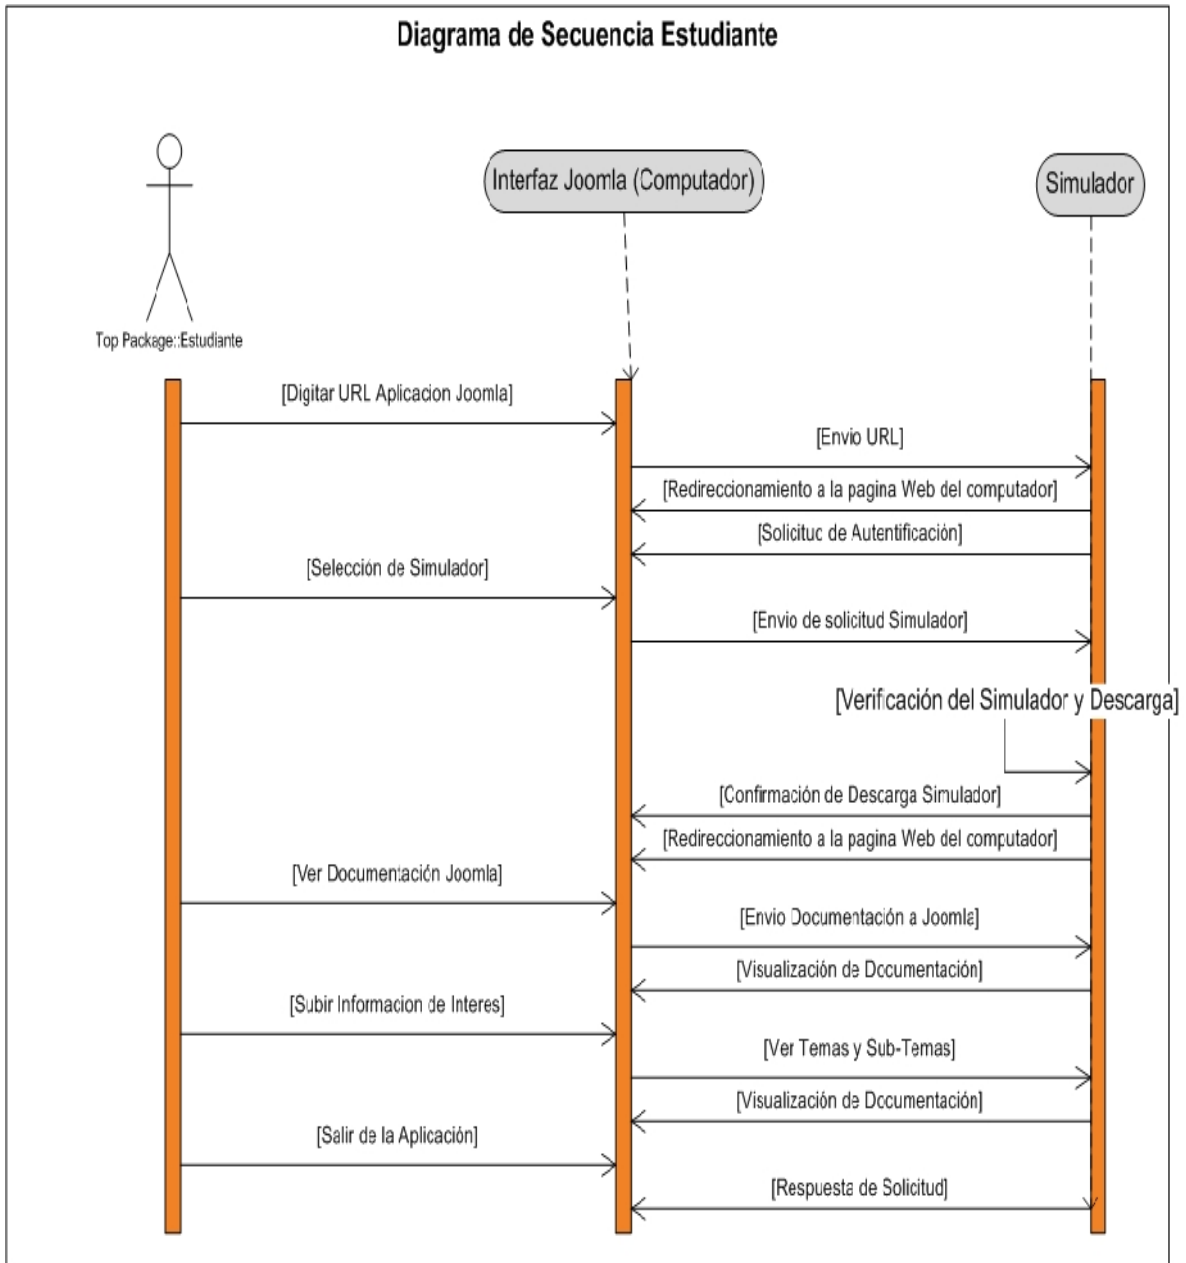 Diagrama de Secuencia Estudiante
Interfaz Joomla (Computador)
Simulador
Top Package::Estudiante
[Digitar URL Aplicacion Joomla]
[Envio URL]
[Redireccionamiento a la pagina Web del computador]
[Solicitud de Autentificación]
[Selección de Simulador]
[Envio de solicitud Simulador]
[Verificación del Simulador y Descarga]
[Confirmación de Descarga Simulador]
[Redireccionamiento a la pagina Web del computador]
[Ver Documentación Joomla]
[Envio Documentación a Joomla]
[Visualización de Documentación]
[Subir Informacion de Interes]
[Ver Temas y Sub-Temas]
[Visualización de Documentación]
[Salir de la Aplicación]
[Respuesta de Solicitud]